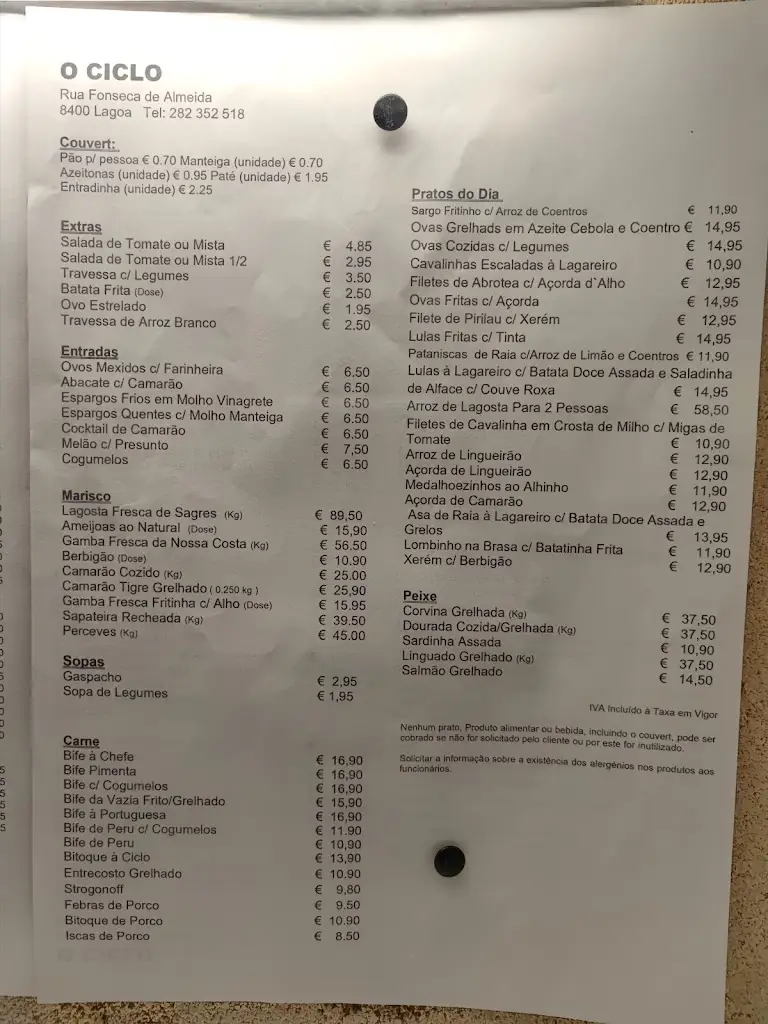 O CICLO
Rua Fonseca de Almeida
8400 Lagoa Tel: 282 352 518
Couvert:
Pão p/ pessoa € 0.70 Manteiga (unidade) € 0.70
Azeitonas (unidade) € 0.95 Paté (unidade) € 1.95
Entradinha (unidade) € 2.25
Extras
Salada de Tomate ou Mista € 4.85
Salada de Tomate ou Mista 1/2 € 2.95
Travessa c/ Legumes € 3.50
Batata Frita (Dose) € 2.50
Ovo Estrelado € 1.95
Travessa de Arroz Branco € 2.50
Entradas
Ovos Mexidos c/ Farinheira € 6.50
Abacate c/ Camarão € 6.50
Espargos Frios em Molho Vinagrete € 6.50
Espargos Quentes c/ Molho Manteiga € 6.50
Cocktail de Camarão € 6.50
Melão c/ Presunto € 7,50
Cogumelos € 6.50
Marisco
Lagosta Fresca de Sagres (Kg) € 89,50
Ameijoas ao Natural (Dose) € 15,90
Gamba Fresca da Nossa Costa (Kg) € 56.50
Berbigão (Dose) € 10.90
Camarão Cozido (Kg) € 25.00
Camarão Tigre Grelhado ( 0.250 kg ) € 25,90
Gamba Fresca Fritinha c/ Alho (Dose) € 15.95
Sapateira Recheada (Kg) € 39.50
Perceves (Kg) € 45.00
Sopas
Gaspacho € 2,95
Sopa de Legumes € 1,95
Carne
Bife à Chefe € 16,90
Bife Pimenta € 16,90
Bife c/ Cogumelos € 16,90
Bife da Vazia Frito/Grelhado € 15,90
Bife à Portuguesa € 16,90
Bife de Peru c/ Cogumelos € 11.90
Bife de Peru € 10,90
Bitoque à Ciclo € 13,90
Entrecosto Grelhado € 10.90
Strogonoff € 9,80
Febras de Porco € 9.50
Bitoque de Porco € 10.90
Iscas de Porco € 8.50
Pratos do Dia
Sargo Fritinho c/ Arroz de Coentros € 11,90
Ovas Grelhads em Azeite Cebola e Coentro € 14,95
Ovas Cozidas c/ Legumes € 14,95
Cavalinhas Escaladas à Lagareiro € 10,90
Filetes de Abrotea c/ Açorda d`Alho € 12,95
Ovas Fritas c/ Açorda € 14,95
Filete de Pirilau c/ Xerém € 12,95
Lulas Fritas c/ Tinta € 14,95
Pataniscas de Raia c/Arroz de Limão e Coentros € 11,90
Lulas à Lagareiro c/ Batata Doce Assada e Saladinha
de Alface c/ Couve Roxa € 14,95
Arroz de Lagosta Para 2 Pessoas € 58,50
Filetes de Cavalinha em Crosta de Milho c/ Migas de
Tomate € 10,90
Arroz de Lingueirão € 12,90
Açorda de Lingueirão € 12,90
Medalhoezinhos ao Alhinho € 11,90
Açorda de Camarão € 12,90
Asa de Raia à Lagareiro c/ Batata Doce Assada e
Grelos € 13,95
Lombinho na Brasa c/ Batatinha Frita € 11,90
Xerém c/ Berbigão € 12,90
Peixe
Corvina Grelhada (Kg) € 37,50
Dourada Cozida/Grelhada (Kg) € 37,50
Sardinha Assada € 10,90
Linguado Grelhado (Kg) € 37,50
Salmão Grelhado € 14,50
IVA Incluído à Taxa em Vigor
Nenhum prato, Produto alimentar ou bebida, incluindo o couvert, pode ser
cobrado se não for solicitado pelo cliente ou por este for inutilizado.
Solicitar a informação sobre a existência dos alergénios nos produtos aos
funcionários.